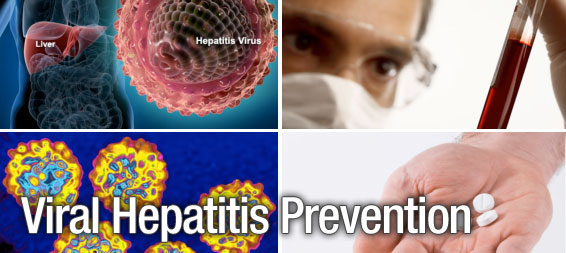 Liver
Hepatitis Virus
Viral Hepatitis Prevention